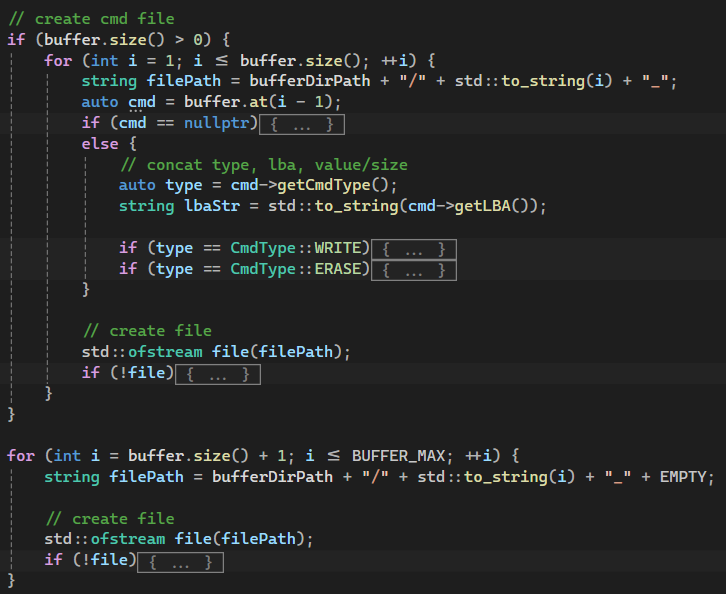 // create cmd file
if (buffer.size() > 0) {
for (int i = 1; i ≤ buffer.size(); ++i) {
string filePath = bufferDirPath + "/" + std::to_string(i) + "_";
auto cmd = buffer.at(i - 1);
if (cmd == nullptr) { ... }
else {
// concat type, lba, value/size
auto type = cmd->getCmdType();
string lbaStr = std::to_string(cmd->getLBA());
if (type == CmdType::WRITE) { ... }
if (type == CmdType::ERASE) { ... }
}
// create file
std::ofstream file(filePath);
if (!file) { ... }
}
}
for (int i = buffer.size() + 1; i ≤ BUFFER_MAX; ++i) {
string filePath = bufferDirPath + "/" + std::to_string(i) + "_" + EMPTY;
// create file
std::ofstream file(filePath);
if (!file) { ... }
}